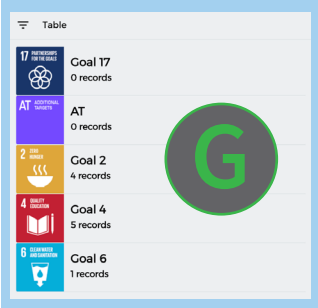 Table
17 PARTNERSHIPS
FOR THE GOALS
Goal 17
0 records
AT ADDITIONAL
TARGETS
AT
0 records
2 ZERO
HUNGER
Goal 2
4 records
4 QUALITY
EDUCATION
Goal 4
5 records
6 CLEAN WATER
AND SANITATION
Goal 6
1 records
G